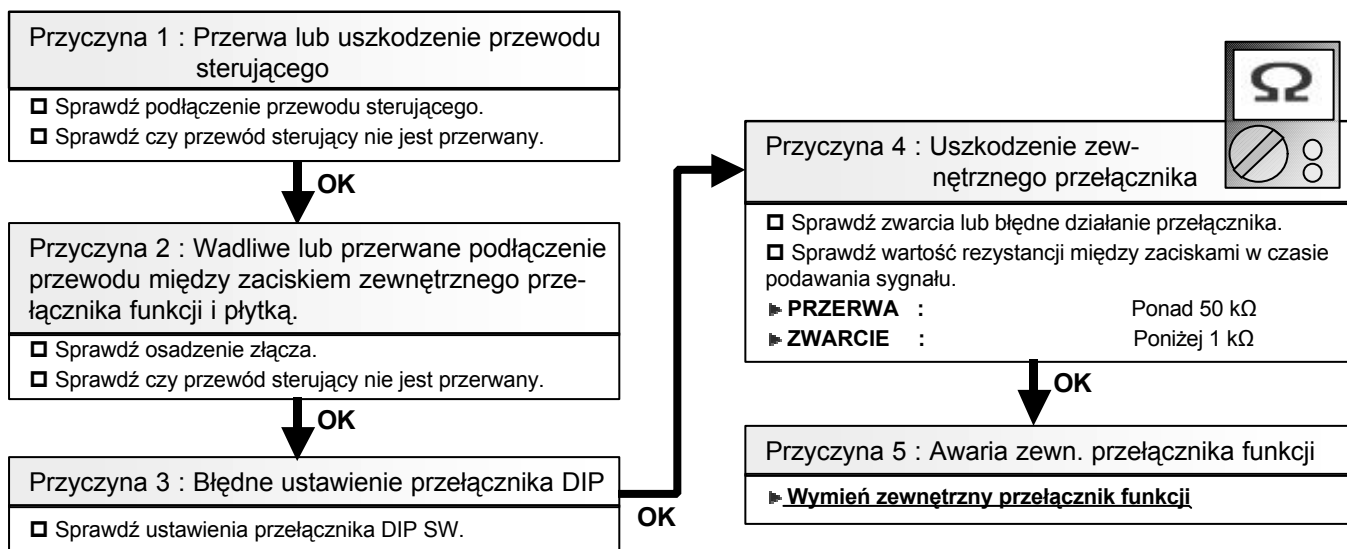 Przyczyna 1 : Przerwa lub uszkodzenie przewodu
sterującego
☐ Sprawdź podłączenie przewodu sterującego.
☐ Sprawdź czy przewód sterujący nie jest przerwany.
OK
Przyczyna 2 : Wadliwe lub przerwane podłączenie
przewodu między zaciskiem zewnętrznego prze-
łącznika funkcji i płytką.
☐ Sprawdź osadzenie złącza.
☐ Sprawdź czy przewód sterujący nie jest przerwany.
OK
Przyczyna 3 : Błędne ustawienie przełącznika DIP
☐ Sprawdź ustawienia przełącznika DIP SW.
OK
Ω
Przyczyna 4 : Uszkodzenie zew-
nętrznego przełącznika
☐ Sprawdź zwarcia lub błędne działanie przełącznika.
☐ Sprawdź wartość rezystancji między zaciskami w czasie
podawania sygnału.
► PRZERWA : Ponad 50 kΩ
► ZWARCIE : Poniżej 1 kΩ
OK
Przyczyna 5 : Awaria zewn. przełącznika funkcji
► Wymień zewnętrzny przełącznik funkcji